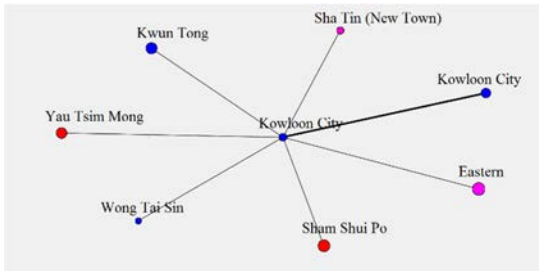 Sha Tin (New Town)
Kwun Tong
Kowloon City
Yau Tsim Mong
Kowloon City
Eastern
Wong Tai Sin
Sham Shui Po